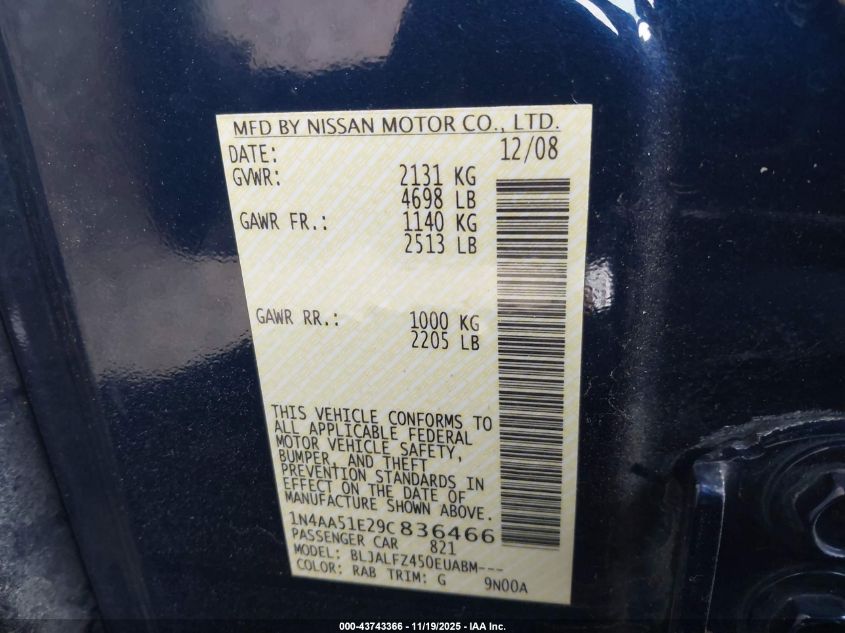 MFD BY NISSAN MOTOR CO., LTD.
DATE: 12/08
GVWR: 2131 KG
4698 LB
GAWR FR.: 1140 KG
2513 LB
GAWR RR.: 1000 KG
2205 LB
THIS VEHICLE CONFORMS TO
ALL APPLICABLE FEDERAL
MOTOR VEHICLE SAFETY,
BUMPER, AND THEFT
PREVENTION STANDARDS IN
EFFECT ON THE DATE OF
MANUFACTURE SHOWN ABOVE.
1N4AA51E29C836466
PASSENGER CAR 821
MODEL: BLJALFZ450EUABM---
COLOR: RAB TRIM: G 9N00A
000-43743366 - 11/19/2025 - IAA Inc.